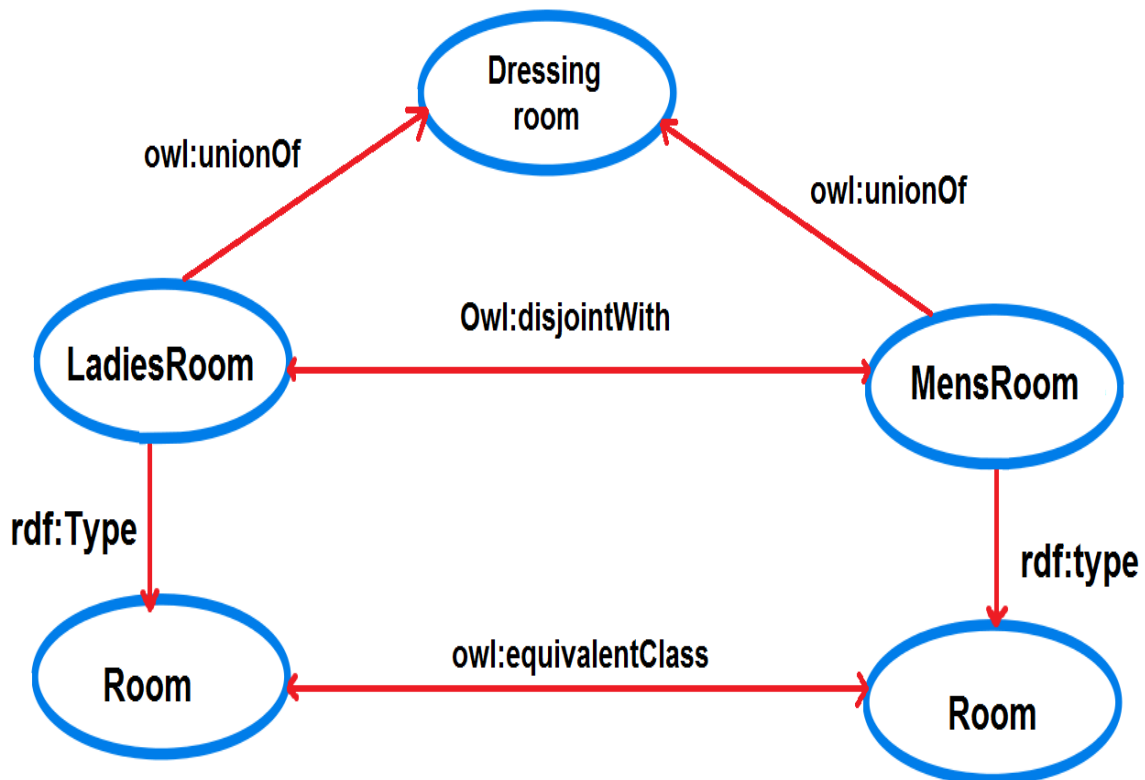 Dressing
room
owl:unionOf
owl:unionOf
Owl:disjointWith
LadiesRoom
MensRoom
rdf:Type
rdf:type
owl:equivalentClass
Room
Room